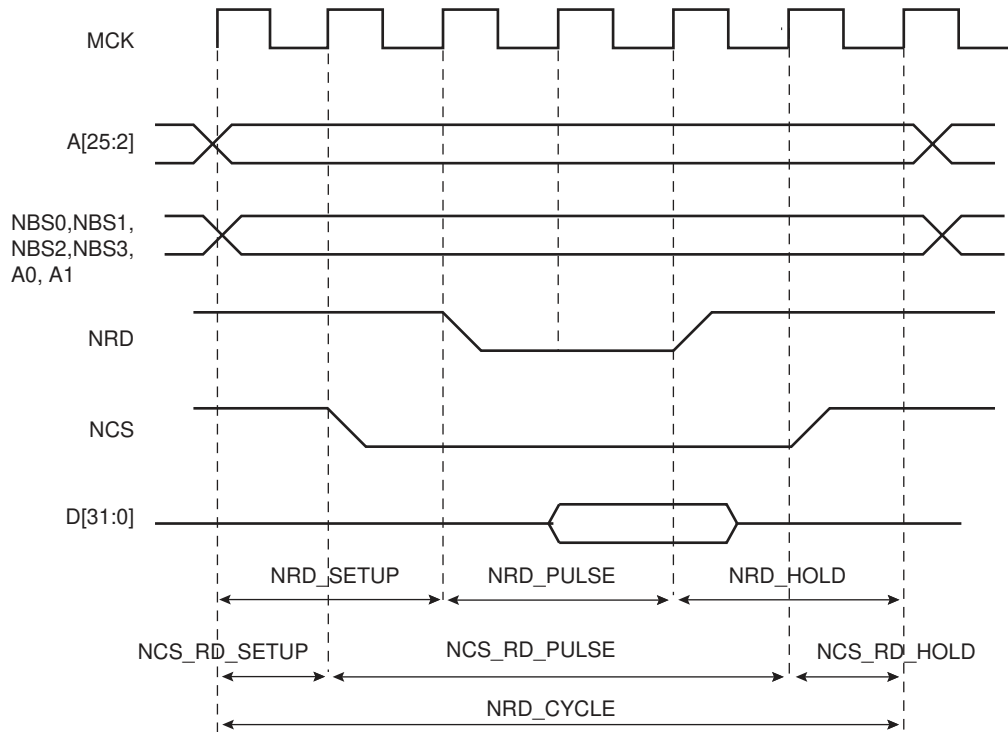 MCK
A[25:2]
NBS0,NBS1,
NBS2,NBS3,
A0, A1
NRD
NCS
D[31:0]
NRD_SETUP
NRD_PULSE
NRD_HOLD
NCS_RD_SETUP
NCS_RD_PULSE
NCS_RD_HOLD
NRD_CYCLE